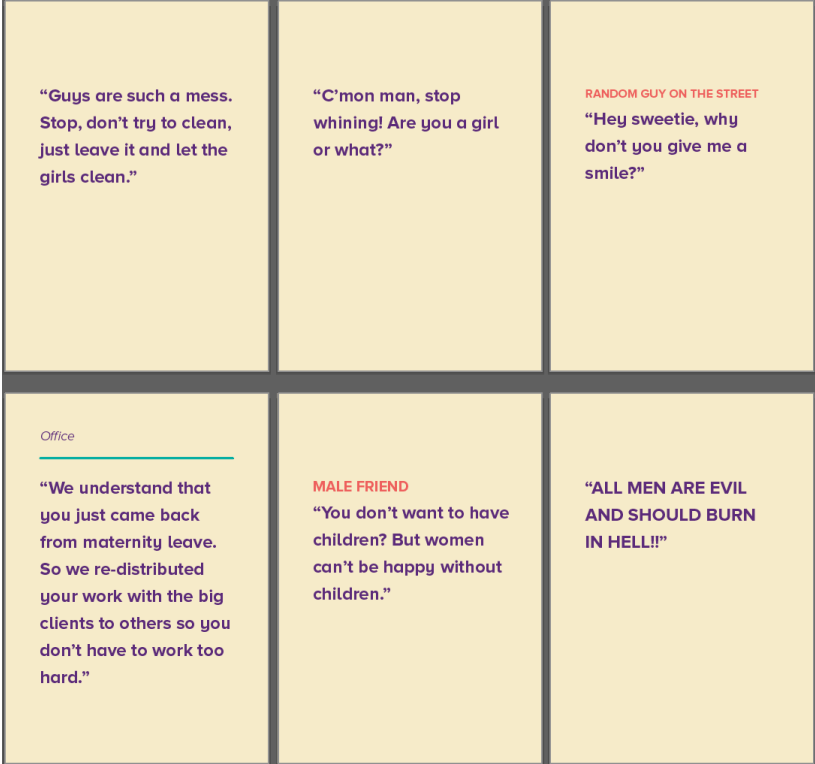 “Guys are such a mess.
Stop, don’t try to clean,
just leave it and let the
girls clean.”
“C’mon man, stop
whining! Are you a girl
or what?”
RANDOM GUY ON THE STREET
“Hey sweetie, why
don’t you give me a
smile?”
Office
“We understand that
you just came back
from maternity leave.
So we re-distributed
your work with the big
clients to others so you
don’t have to work too
hard.”
MALE FRIEND
“You don’t want to have
children? But women
can’t be happy without
children.”
“ALL MEN ARE EVIL
AND SHOULD BURN
IN HELL!!”